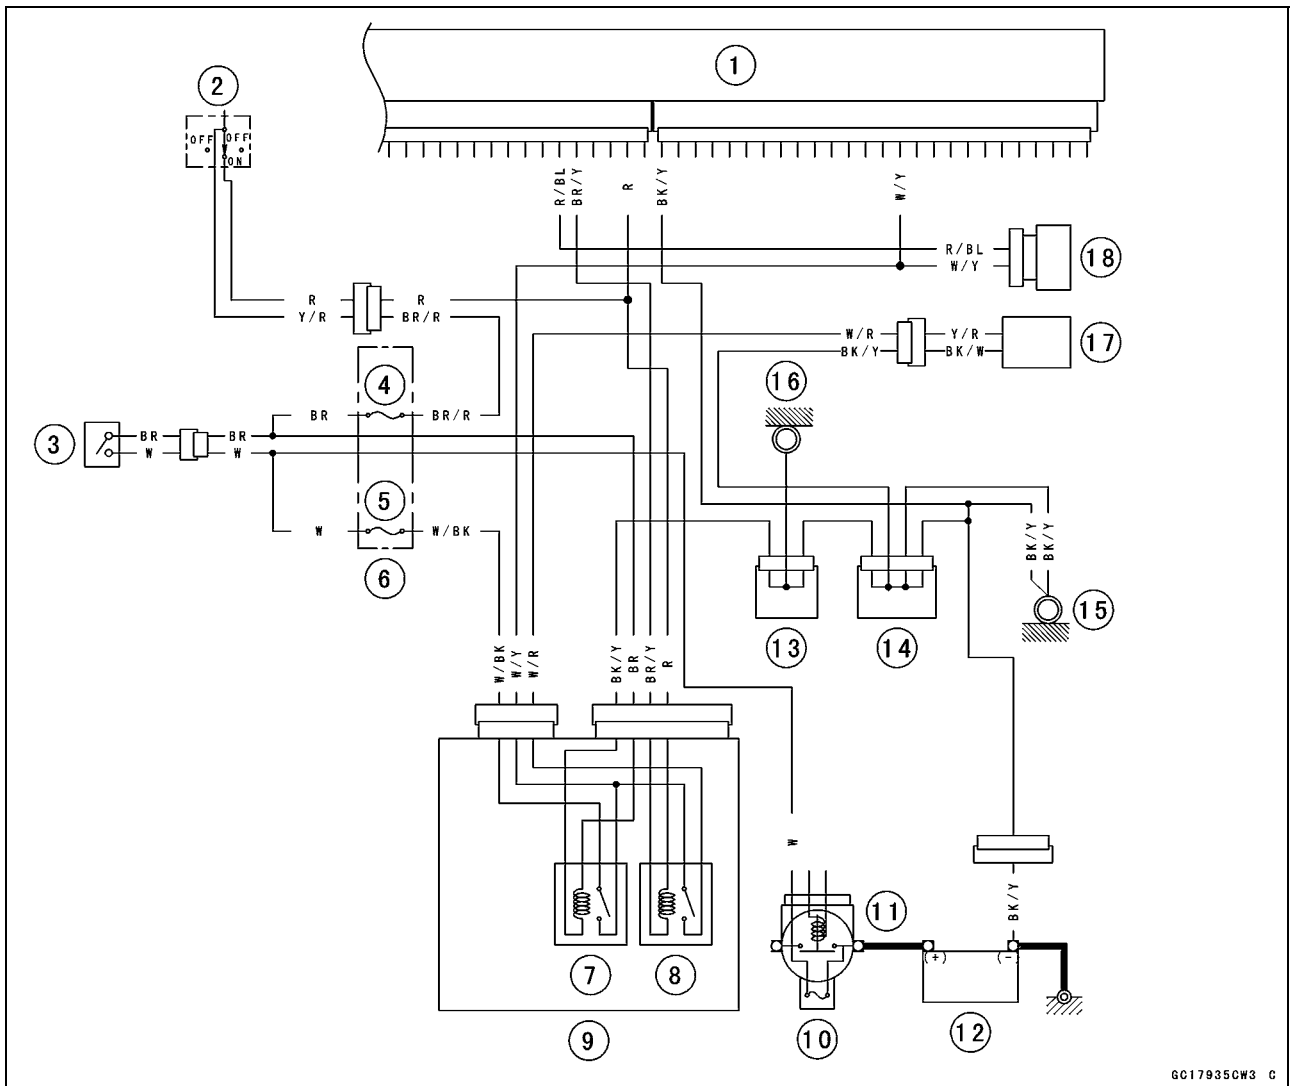 1
2
OFF OFF
ON
R/BL
BR/Y
R
BK/Y
W/Y
R/BL
W/Y
18
R R
Y/R BR/R
W/R Y/R
BK/Y BK/W
17
16
4
BR BR/R
3
BR BR
W W
5
W W/BK
6
BK/Y
BK/Y
15
13
14
W/BK
W/Y
W/R
BK/Y
BR
BR/Y
R
W
11
BK/Y
(+) (-)
7
8
9
10
12
GC17935CW3 C